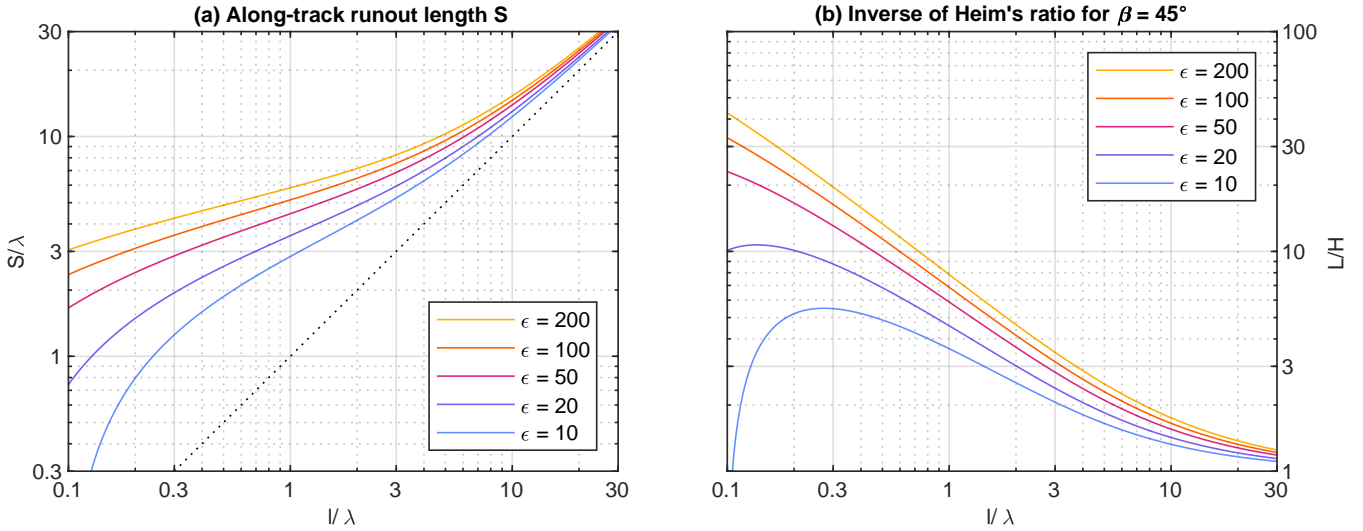 (a) Along-track runout length S
30
10
3
1
0.3
S/λ
0.1
0.3
1
3
10
30
l/λ
ϵ = 200
ϵ = 100
ϵ = 50
ϵ = 20
ϵ = 10
(b) Inverse of Heim's ratio for β = 45°
100
30
10
3
1
L/H
0.1
0.3
1
3
10
30
l/λ
ϵ = 200
ϵ = 100
ϵ = 50
ϵ = 20
ϵ = 10